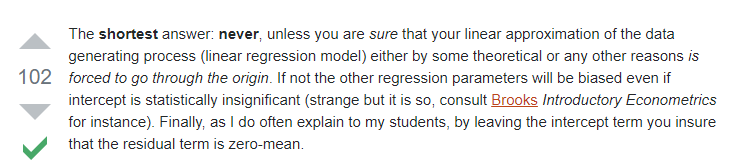 The shortest answer: never, unless you are sure that your linear approximation of the data
generating process (linear regression model) either by some theoretical or any other reasons is
102 forced to go through the origin. If not the other regression parameters will be biased even if
intercept is statistically insignificant (strange but it is so, consult Brooks Introductory Econometrics
for instance). Finally, as I do often explain to my students, by leaving the intercept term you insure
that the residual term is zero-mean.